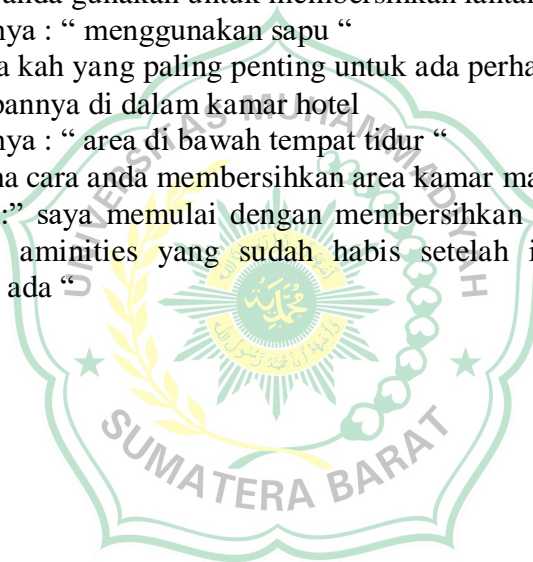 anda gunakan untuk membersihkan lantai
nya : “ menggunakan sapu “
a kah yang paling penting untuk ada perha
pannya di dalam kamar hotel
nya : “ area di bawah tempat tidur “
na cara anda membersihkan area kamar ma
:” saya memulai dengan membersihkan
aminities yang sudah habis setelah i
ada “
UNIVERSITAS MUHAMMADIYAH
SUMATERA BARAT